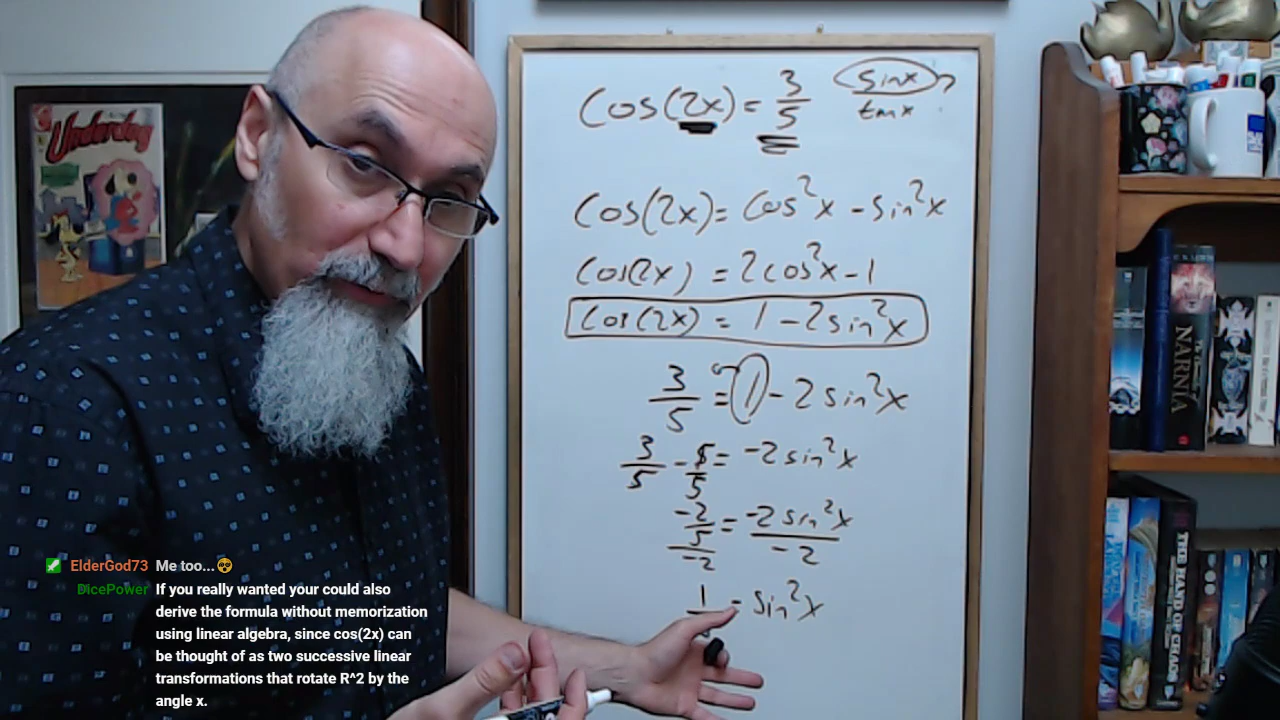 Cos(2x) = 3/5
sinx
tanx
?
Cos(2x) = Cos²x - Sin²x
Cos(2x) = 2cos²x - 1
Cos(2x) = 1 - 2sin²x
3/5 = 1 - 2sin²x
3/5 - 5/5 = -2sin²x
-2/5/-2 = -2sin²x/-2
1 = sin²x
Underdog
NARNIA
THE HAND OF CHAOS
ElderGod73 Me too...😎
DicePower If you really wanted your could also
derive the formula without memorization
using linear algebra, since cos(2x) can
be thought of as two successive linear
transformations that rotate R^2 by the
angle x.